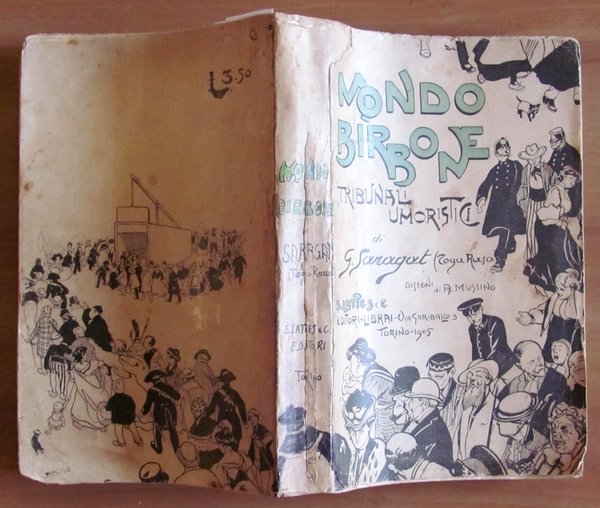 L 3.50
MONDO
BIRBONE
SARAGAT
(Toga Rasa)
S. LATTES & C.
EDITORI
TORINO
MONDO
BIRBONE
TRIBUNALI
UMORISTICI
di
G. Saragat (Toga Rasa)
DISEGNI di A. MUSSINO
S. LATTES & C.
EDITORI-LIBRAI-VIA GARIBALDI 3
TORINO-1905